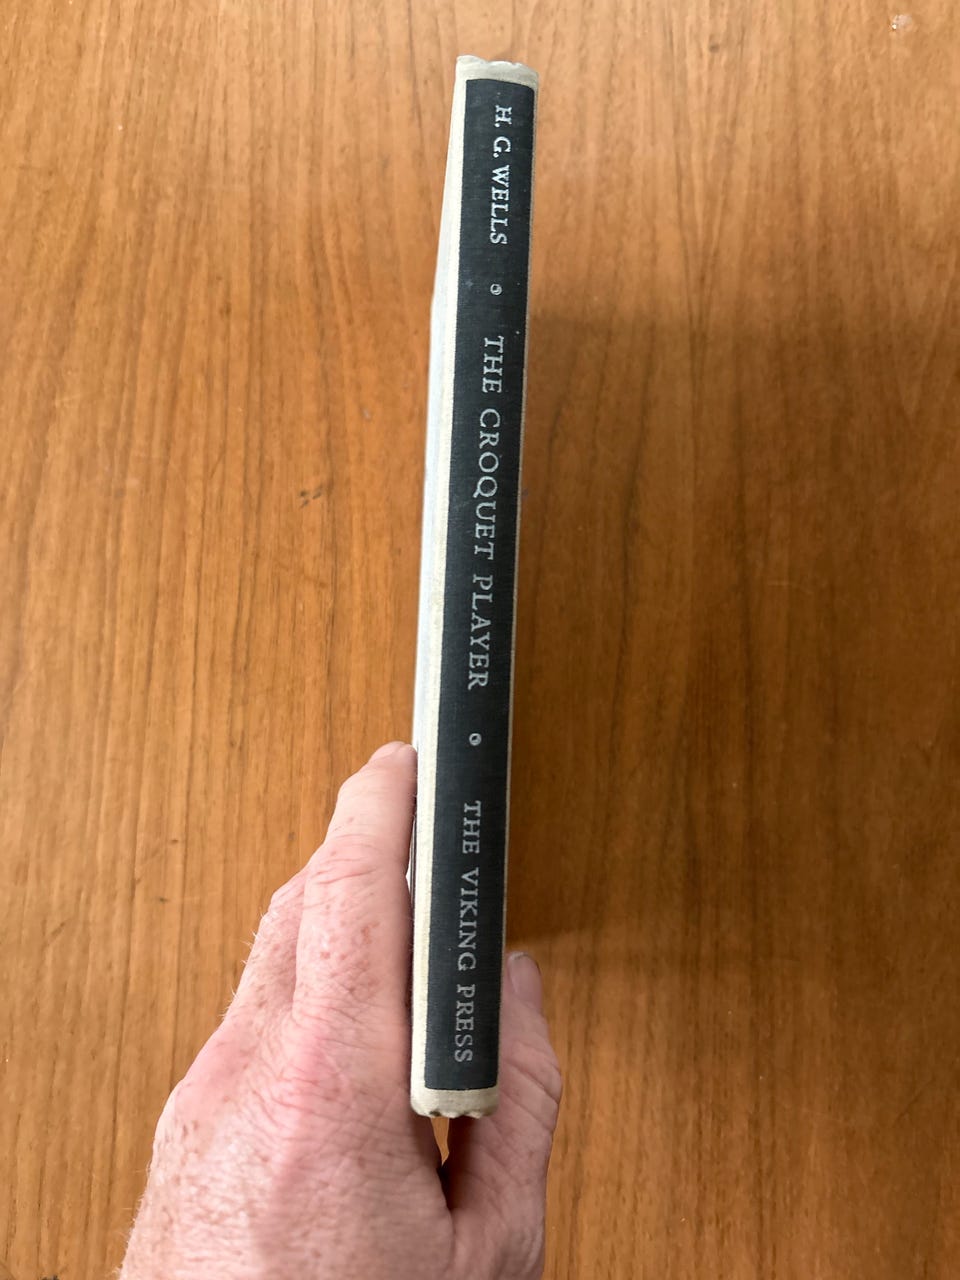 H. G. WELLS
THE CROQUET PLAYER
THE VIKING PRESS